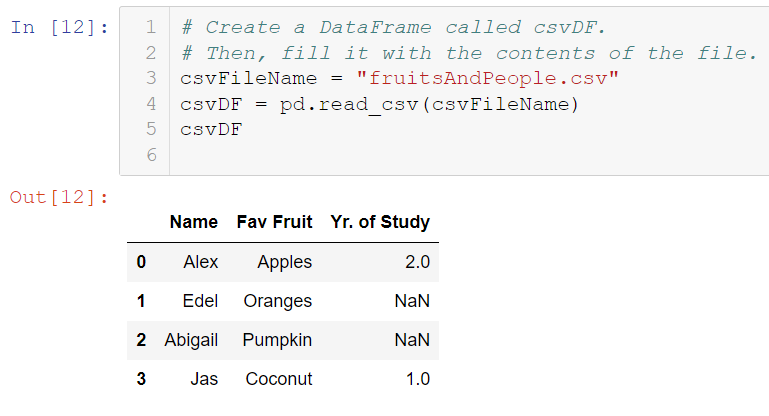 In [12]:
1 # Create a DataFrame called csvDF.
2 # Then, fill it with the contents of the file.
3 csvFileName = "fruitsAndPeople.csv"
4 csvDF = pd.read_csv(csvFileName)
5 csvDF
6
Out[12]:
Name Fav Fruit Yr. of Study
0 Alex Apples 2.0
1 Edel Oranges NaN
2 Abigail Pumpkin NaN
3 Jas Coconut 1.0